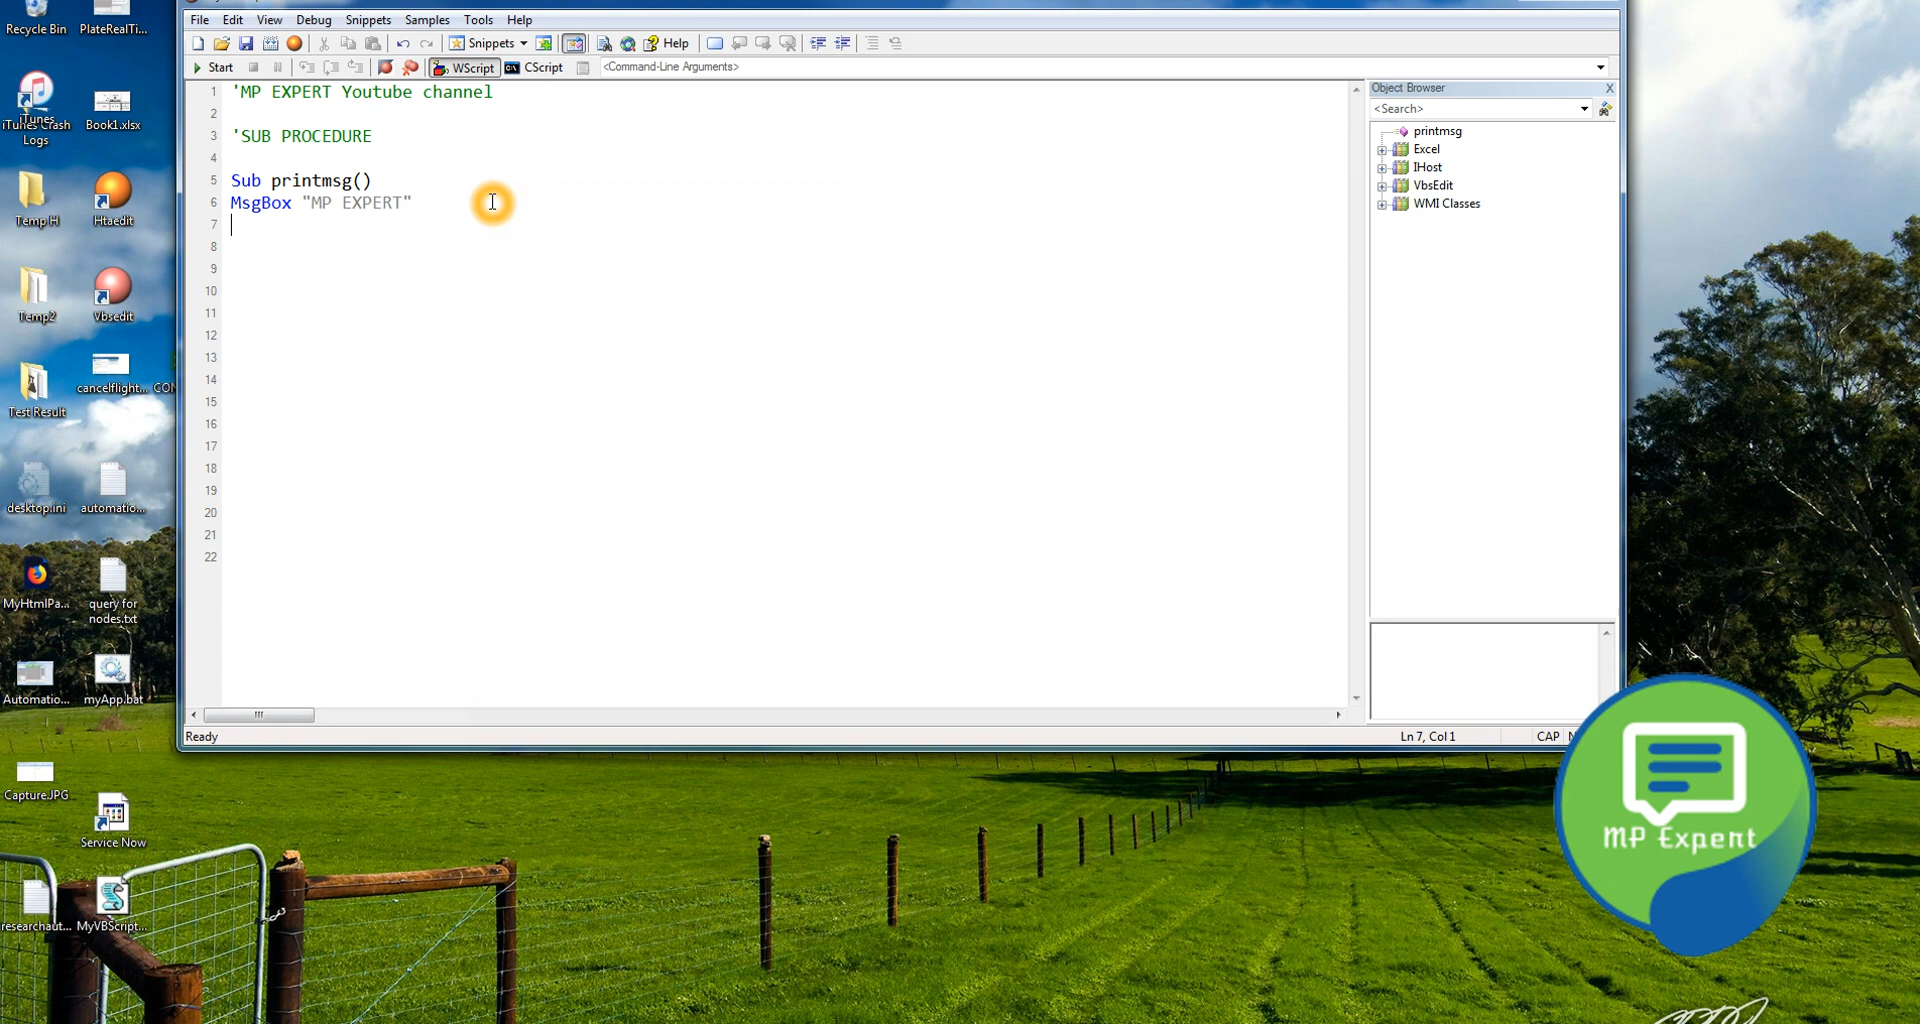 Recycle Bin
PlateRealTi...
File Edit View Debug Snippets Samples Tools Help
Snippets
Help
Start
WScript
CScript
<Command-Line Arguments>
iTunes
iTunes Crash Logs
Book1.xlsx
Temp H
Htaedit
Temp2
Vbsedit
Test Result
cancelflight...
CON
desktop.ini
automatio...
MyHtmlPa...
query for nodes.txt
Automatio...
myApp.bat
Capture.JPG
Service Now
researchaut...
MyVBScript...
1 'MP EXPERT Youtube channel
2
3 'SUB PROCEDURE
4
5 Sub printmsg()
6 MsgBox "MP EXPERT"
7
8
9
10
11
12
13
14
15
16
17
18
19
20
21
22
Object Browser X
<Search>
printmsg
Excel
IHost
VbsEdit
WMI Classes
Ready
Ln 7, Col 1
CAP
MP Expert